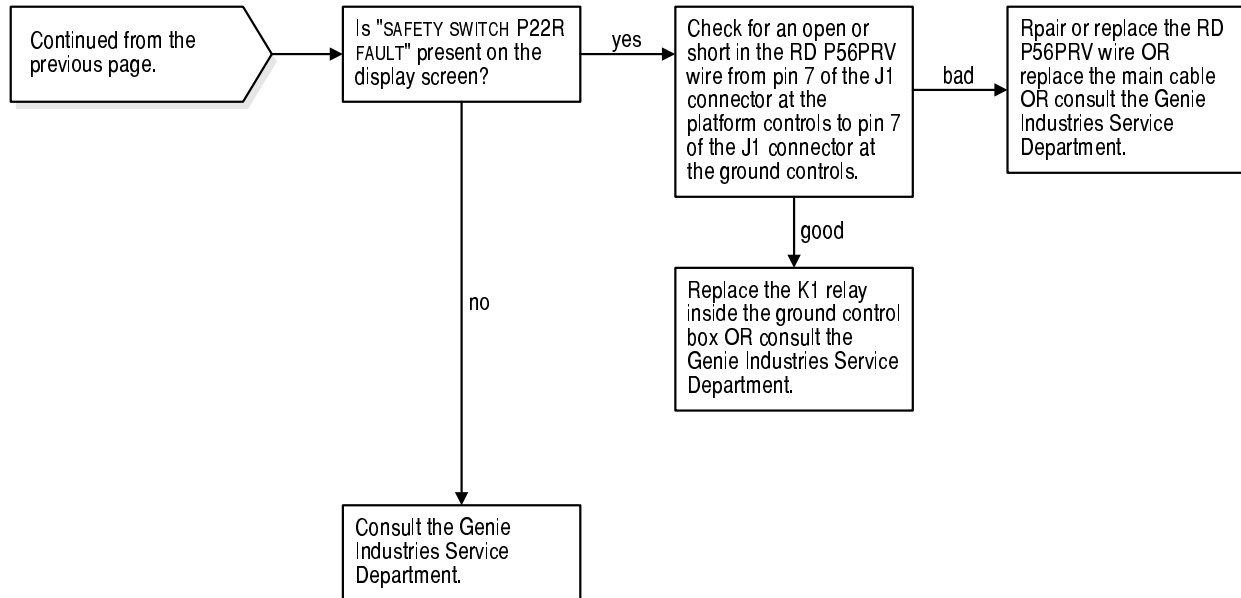 Continued from the
previous page.
Is "SAFETY SWITCH P22R
FAULT" present on the
display screen?
yes
Check for an open or
short in the RD P56PRV
wire from pin 7 of the J1
connector at the
platform controls to pin 7
of the J1 connector at
the ground controls.
bad
Rpair or replace the RD
P56PRV wire OR
replace the main cable
OR consult the Genie
Industries Service
Department.
good
Replace the K1 relay
inside the ground control
box OR consult the
Genie Industries Service
Department.
no
Consult the Genie
Industries Service
Department.